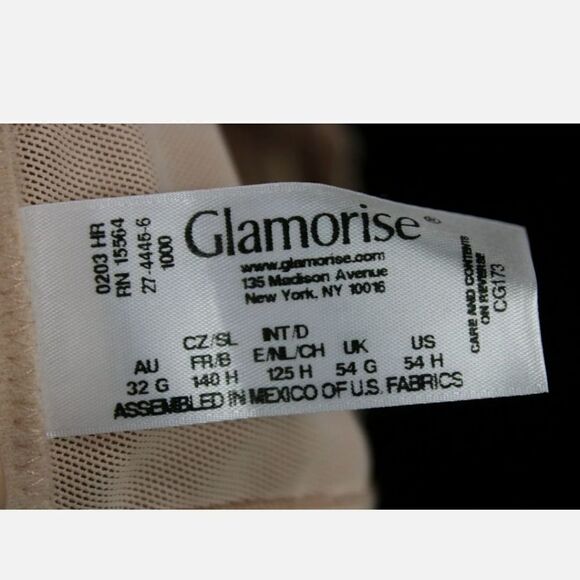 0203 HR
RN 15564
27-4445-6
1000
Glamorise®
www.glamorise.com
135 Madison Avenue
New York, NY 10016
CARE AND CONTENTS
ON REVERSE
CG173
AU CZ/SL FR/B INT/D E/NL/CH UK US
32 G 140 H 125 H 54 G 54 H
ASSEMBLED IN MEXICO OF U.S. FABRICS